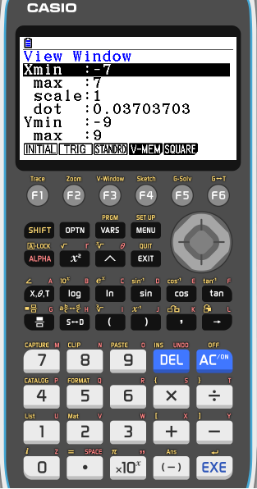 CASIO
View Window
Xmin :-7
max :7
scale:1
dot :0.03703703
Ymin :-9
max :9
INITIAL TRIG STANDRD V-MEM SQUARE
Trace Zoom V-Window Sketch G-Solv G↔T
F1 F2 F3 F4 F5 F6
PRGM SET UP
SHIFT OPTN VARS MENU
A-LOCK √ r ˣ√ θ QUIT
ALPHA x² ^ EXIT
∠ A 10ˣ B eˣ C sin⁻¹ D cos⁻¹ E tan⁻¹ F
X,θ,T log ln sin cos tan
S↔D ( ) , →
CAPTURE M CLIP N PASTE O INS UNDO OFF
7 8 9 DEL AC/ON
CATALOG P FORMAT Q R { S } T
4 5 6 × ÷
List U Mat V W [ X ] Y
1 2 3 + −
i Z = SPACE π " Ans
0 • ×10ˣ (−) EXE